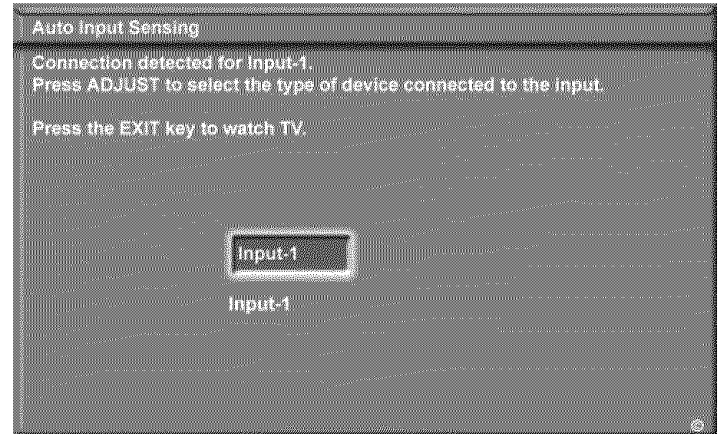 Auto Input Sensing
Connection detected for Input-1.
Press ADJUST to select the type of device connected to the input.
Press the EXIT key to watch TV.
Input-1
Input-1
©